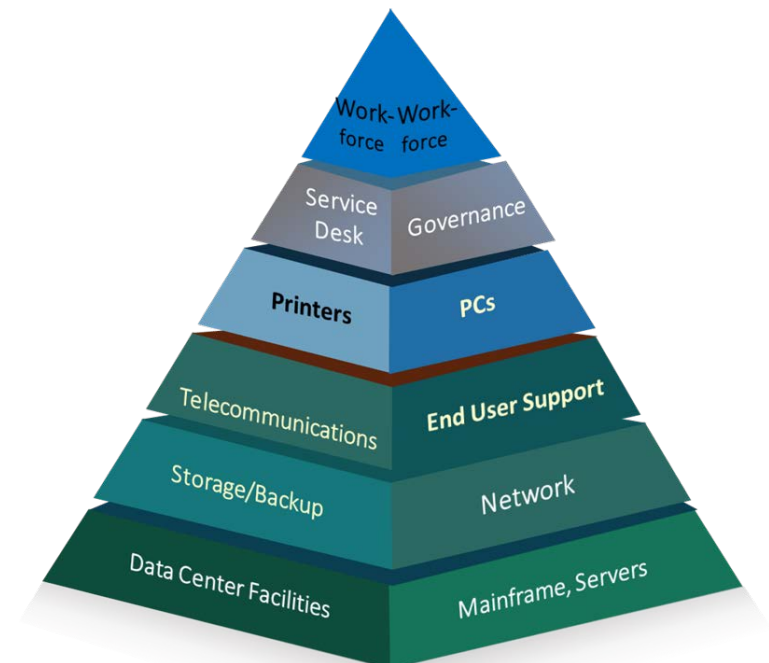 Work-
force
Work-
force
Service
Desk
Governance
Printers
PCs
Telecommunications
End User Support
Storage/Backup
Network
Data Center Facilities
Mainframe, Servers